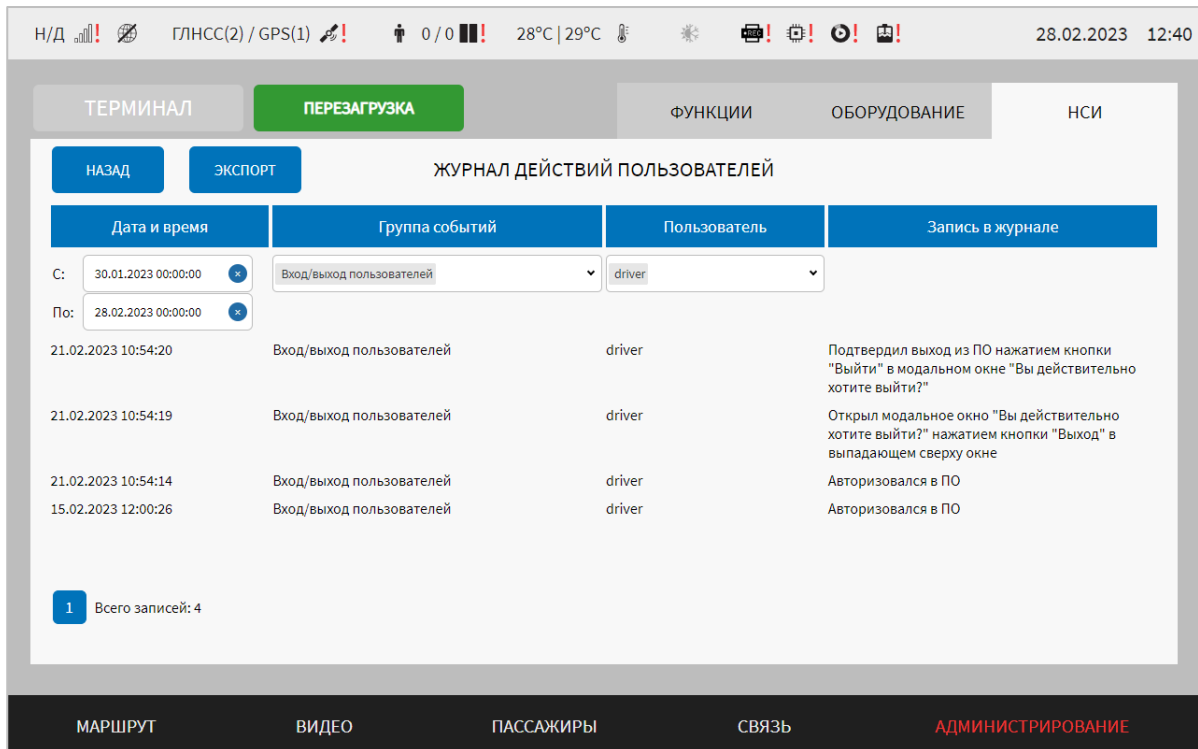 Н/Д ГЛНСС(2) / GPS(1) 0 / 0 28°C | 29°C REC 28.02.2023 12:40
ТЕРМИНАЛ ПЕРЕЗАГРУЗКА ФУНКЦИИ ОБОРУДОВАНИЕ НСИ
НАЗАД ЭКСПОРТ ЖУРНАЛ ДЕЙСТВИЙ ПОЛЬЗОВАТЕЛЕЙ
Дата и время Группа событий Пользователь Запись в журнале
С: 30.01.2023 00:00:00 Вход/выход пользователей driver
По: 28.02.2023 00:00:00
21.02.2023 10:54:20 Вход/выход пользователей driver Подтвердил выход из ПО нажатием кнопки
"Выйти" в модальном окне "Вы действительно
хотите выйти?"
21.02.2023 10:54:19 Вход/выход пользователей driver Открыл модальное окно "Вы действительно
хотите выйти?" нажатием кнопки "Выход" в
выпадающем сверху окне
21.02.2023 10:54:14 Вход/выход пользователей driver Авторизовался в ПО
15.02.2023 12:00:26 Вход/выход пользователей driver Авторизовался в ПО
1 Всего записей: 4
МАРШРУТ ВИДЕО ПАССАЖИРЫ СВЯЗЬ АДМИНИСТРИРОВАНИЕ